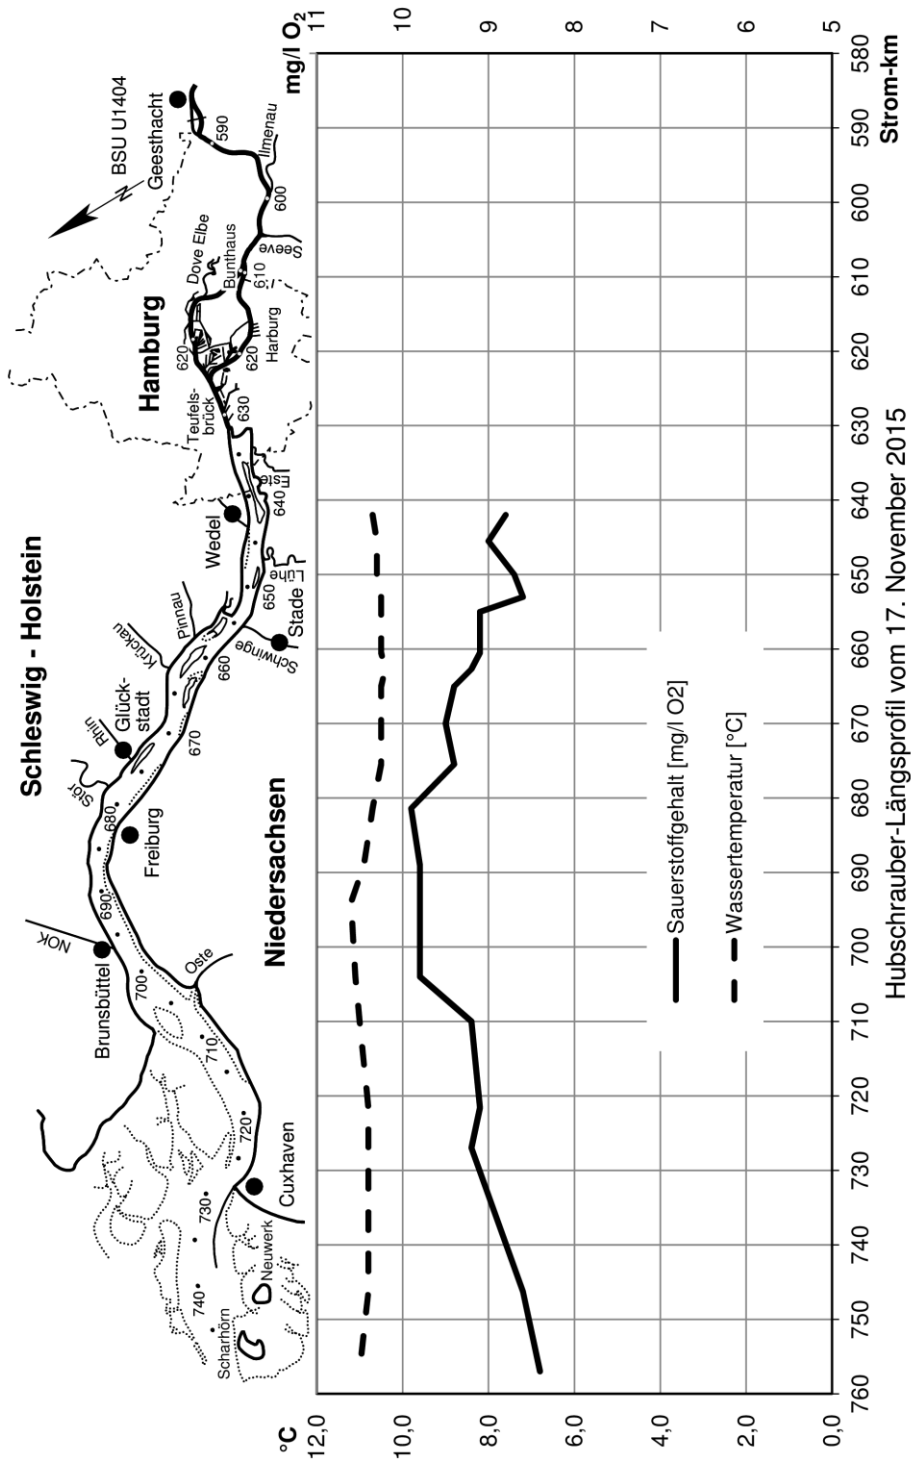 Schleswig - Holstein
Hamburg
Niedersachsen
BSU U1404
N
Geesthacht
590
Ilmenau
600
Seeve
Dove Elbe
Bunthaus
610
620
620
Harburg
Teufels-
brück
630
Este
640
Wedel
Lühe
650
Stade
Schwinge
Pinnau
660
Krückau
Glück-
stadt
Rhin
670
Stör
680
Freiburg
690
NOK
Brunsbüttel
700
Oste
710
720
Cuxhaven
730
Neuwerk
740
Scharhörn
°C
mg/l O2
12,0
10,0
8,0
6,0
4,0
2,0
0,0
11
10
9
8
7
6
5
Sauerstoffgehalt [mg/l O2]
Wassertemperatur [°C]
760
750
740
730
720
710
700
690
680
670
660
650
640
630
620
610
600
590
580
Strom-km
Hubschrauber-Längsprofil vom 17. November 2015